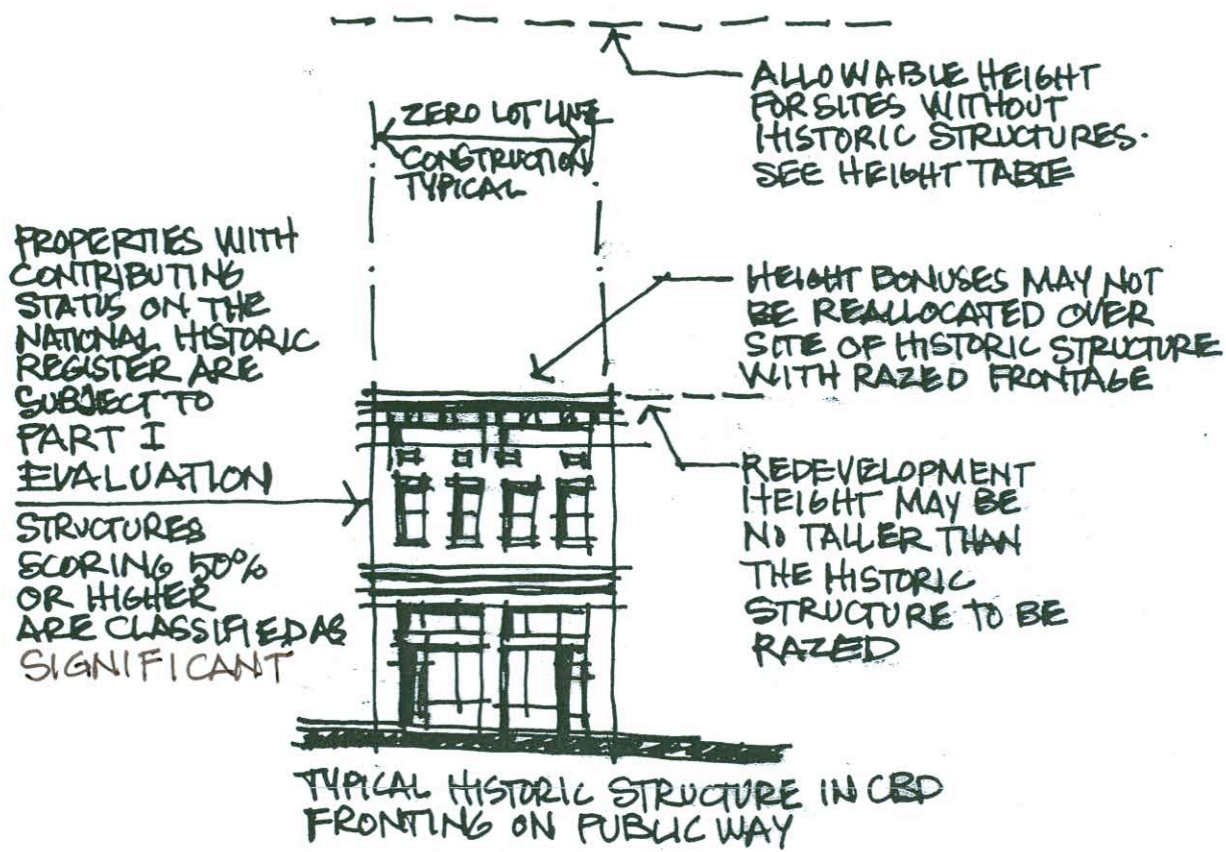 ALLOWABLE HEIGHT
FOR SITES WITHOUT
HISTORIC STRUCTURES.
SEE HEIGHT TABLE
ZERO LOT LINE
CONSTRUCTION
TYPICAL
PROPERTIES WITH
CONTRIBUTING
STATUS ON THE
NATIONAL HISTORIC
REGISTER ARE
SUBJECT TO
PART I
EVALUATION
STRUCTURES
SCORING 50%
OR HIGHER
ARE CLASSIFIED AS
SIGNIFICANT
HEIGHT BONUSES MAY NOT
BE REALLOCATED OVER
SITE OF HISTORIC STRUCTURE
WITH RAZED FRONTAGE
REDEVELOPMENT
HEIGHT MAY BE
NO TALLER THAN
THE HISTORIC
STRUCTURE TO BE
RAZED
TYPICAL HISTORIC STRUCTURE IN CBD
FRONTING ON PUBLIC WAY